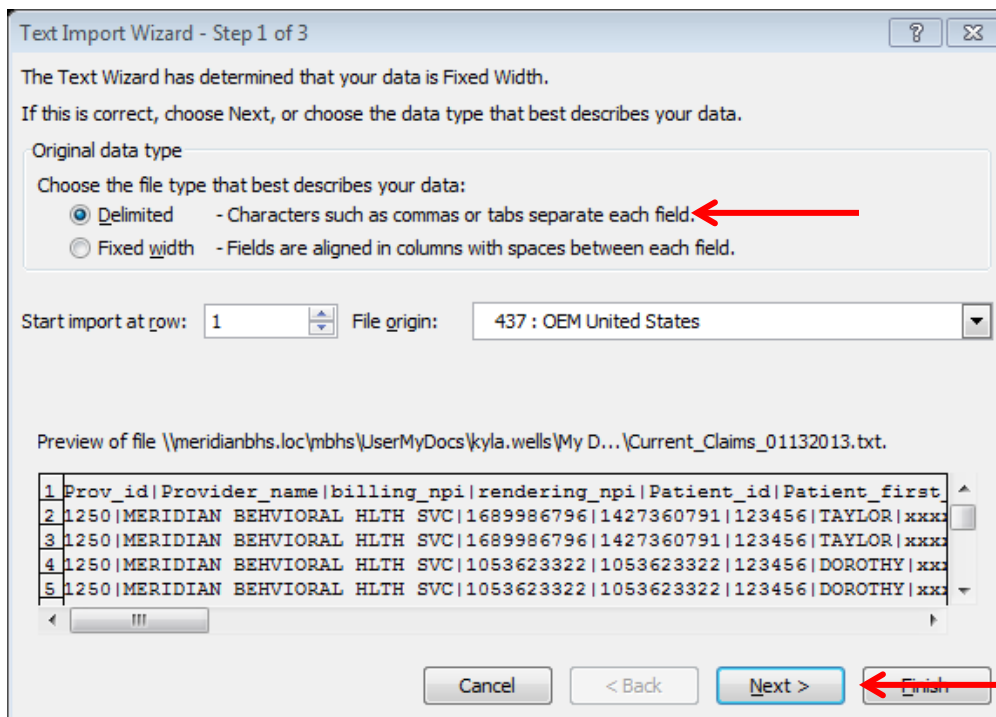 Text Import Wizard - Step 1 of 3
The Text Wizard has determined that your data is Fixed Width.
If this is correct, choose Next, or choose the data type that best describes your data.
Original data type
Choose the file type that best describes your data:
Delimited - Characters such as commas or tabs separate each field.
Fixed width - Fields are aligned in columns with spaces between each field.
Start import at row: 1 File origin: 437 : OEM United States
Preview of file \\meridianbhs.loc\mbhs\UserMyDocs\kyla.wells\My D...\Current_Claims_01132013.txt.
1 Prov_id|Provider_name|billing_npi|rendering_npi|Patient_id|Patient_first_
2 1250|MERIDIAN BEHVIORAL HLTH SVC|1689986796|1427360791|123456|TAYLOR|xxxx
3 1250|MERIDIAN BEHVIORAL HLTH SVC|1689986796|1427360791|123456|TAYLOR|xxx
4 1250|MERIDIAN BEHVIORAL HLTH SVC|1053623322|1053623322|123456|DOROTHY|xx
5 1250|MERIDIAN BEHVIORAL HLTH SVC|1053623322|1053623322|123456|DOROTHY|xx
Cancel < Back Next > Finish